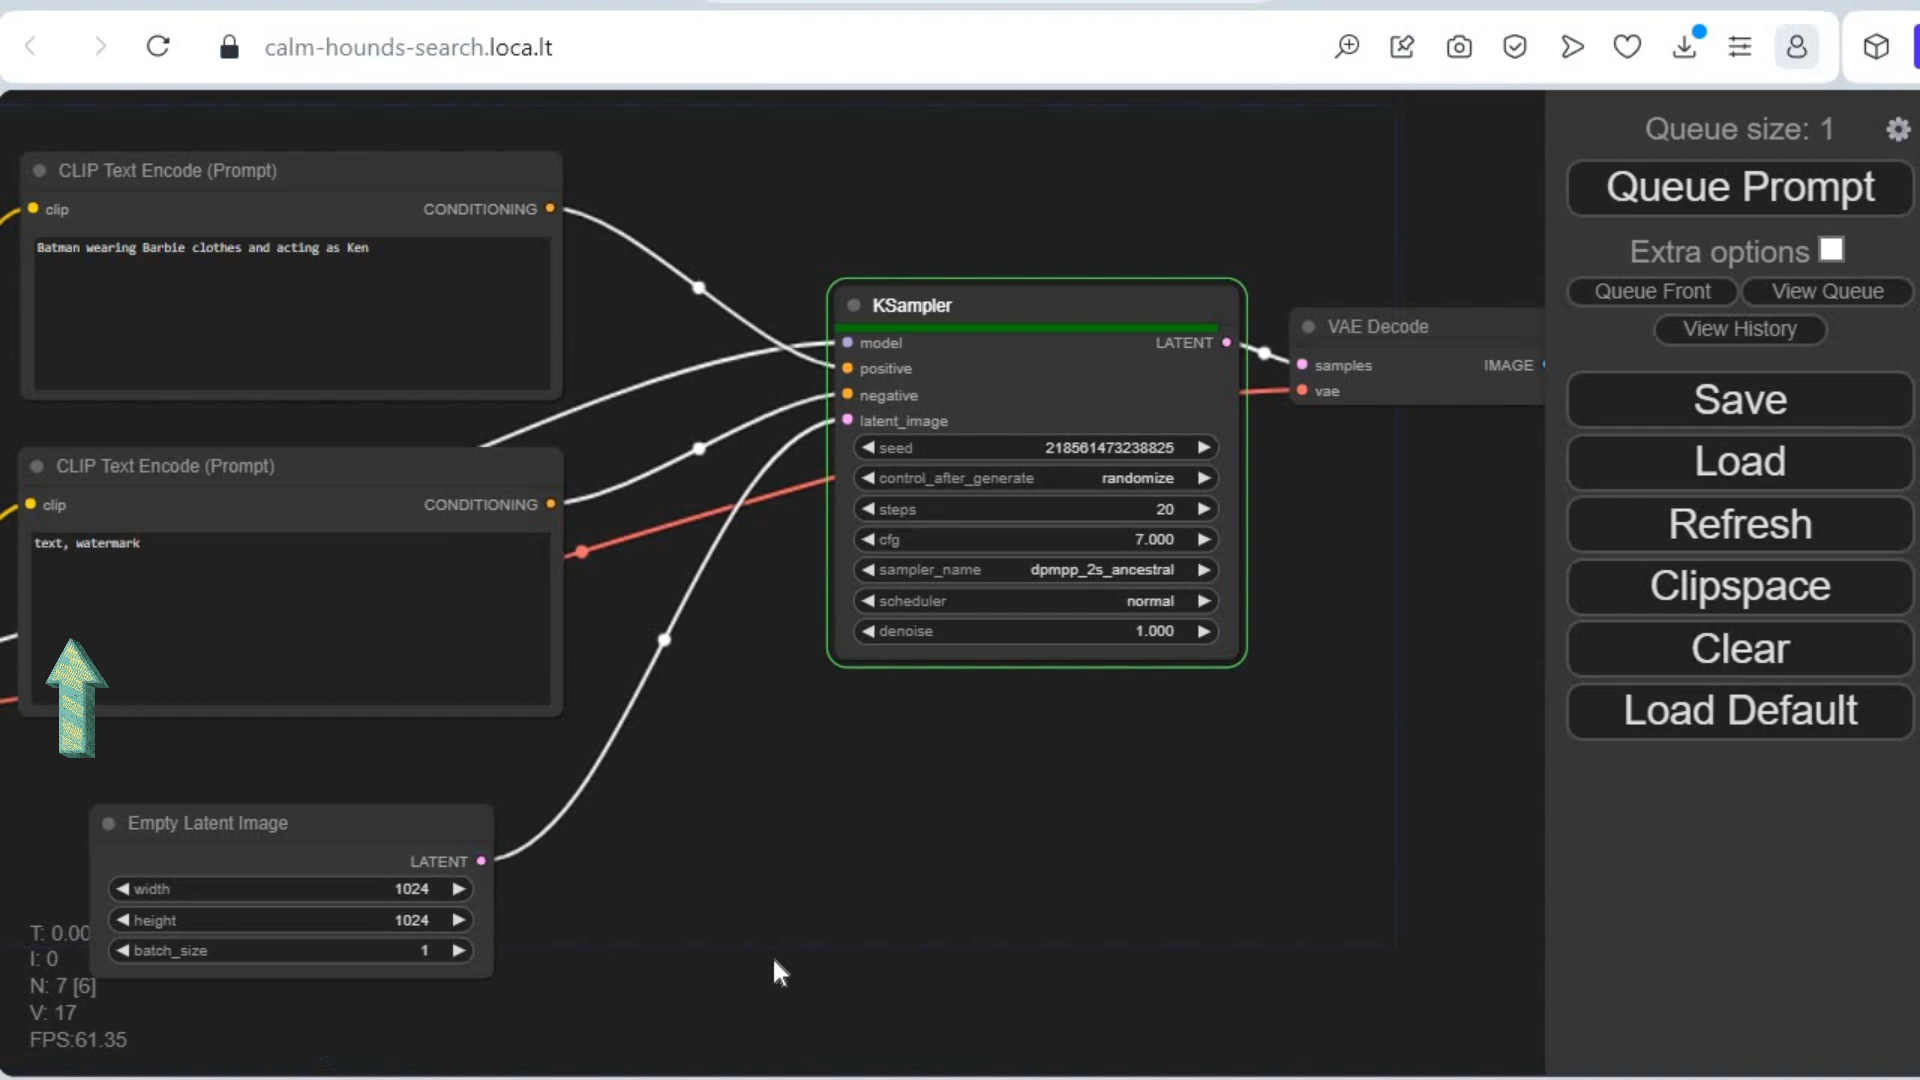 calm-hounds-search.loca.lt
Queue size: 1
Queue Prompt
Extra options
Queue Front
View Queue
View History
Save
Load
Refresh
Clipspace
Clear
Load Default
CLIP Text Encode (Prompt)
clip
CONDITIONING
Batman wearing Barbie clothes and acting as Ken
CLIP Text Encode (Prompt)
clip
CONDITIONING
text, watermark
KSampler
model
LATENT
positive
negative
latent_image
seed 218561473238825
control_after_generate randomize
steps 20
cfg 7.000
sampler_name dpmpp_2s_ancestral
scheduler normal
denoise 1.000
VAE Decode
samples
IMAGE
vae
Empty Latent Image
LATENT
width 1024
height 1024
batch_size 1
T: 0.00
I: 0
N: 7 [6]
V: 17
FPS:61.35